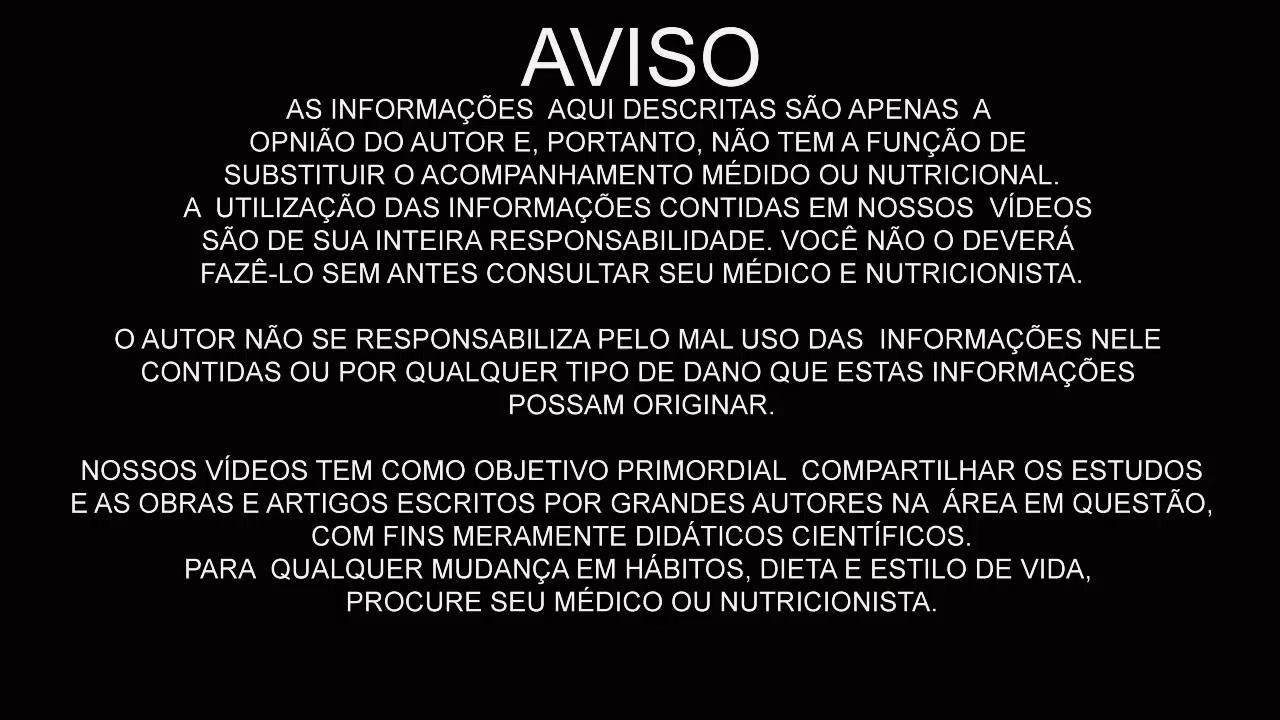 AVISO
AS INFORMAÇÕES AQUI DESCRITAS SÃO APENAS A
OPNIÃO DO AUTOR E, PORTANTO, NÃO TEM A FUNÇÃO DE
SUBSTITUIR O ACOMPANHAMENTO MÉDIDO OU NUTRICIONAL.
A UTILIZAÇÃO DAS INFORMAÇÕES CONTIDAS EM NOSSOS VÍDEOS
SÃO DE SUA INTEIRA RESPONSABILIDADE. VOCÊ NÃO O DEVERÁ
FAZÊ-LO SEM ANTES CONSULTAR SEU MÉDICO E NUTRICIONISTA.
O AUTOR NÃO SE RESPONSABILIZA PELO MAL USO DAS INFORMAÇÕES NELE
CONTIDAS OU POR QUALQUER TIPO DE DANO QUE ESTAS INFORMAÇÕES
POSSAM ORIGINAR.
NOSSOS VÍDEOS TEM COMO OBJETIVO PRIMORDIAL COMPARTILHAR OS ESTUDOS
E AS OBRAS E ARTIGOS ESCRITOS POR GRANDES AUTORES NA ÁREA EM QUESTÃO,
COM FINS MERAMENTE DIDÁTICOS CIENTÍFICOS.
PARA QUALQUER MUDANÇA EM HÁBITOS, DIETA E ESTILO DE VIDA,
PROCURE SEU MÉDICO OU NUTRICIONISTA.